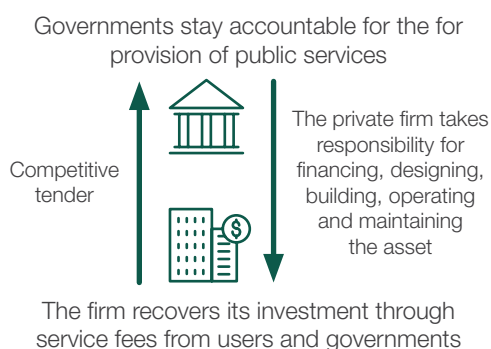 Governments stay accountable for the for
provision of public services
Competitive
tender
The private firm takes
responsibility for
financing, designing,
building, operating
and maintaining
the asset
$
The firm recovers its investment through
service fees from users and governments